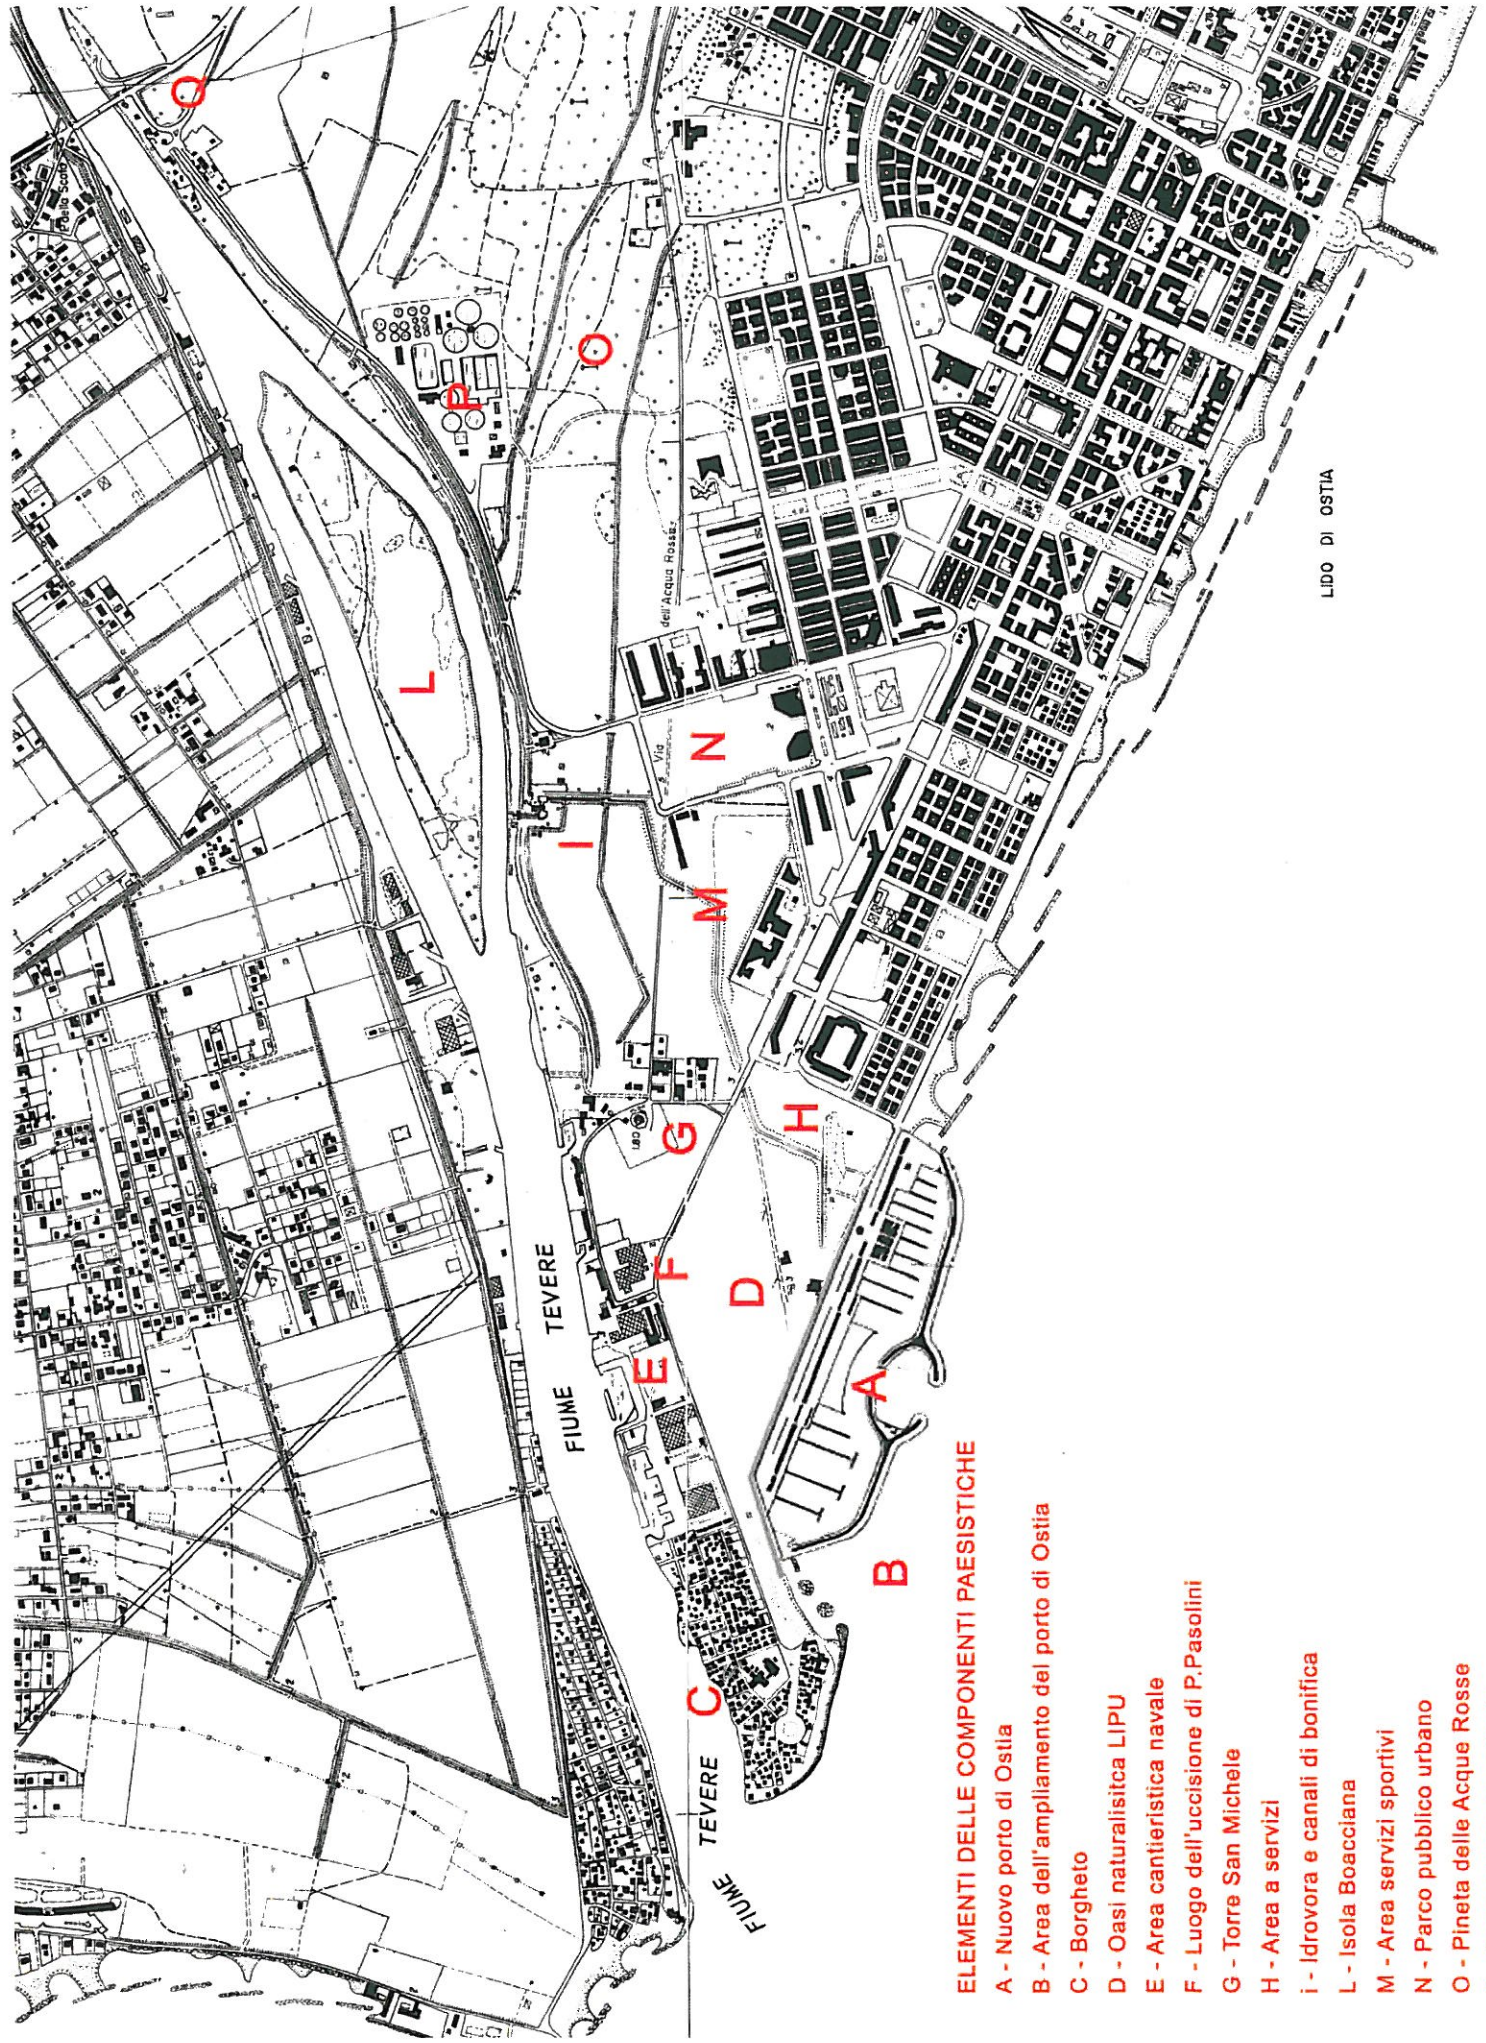 ELEMENTI DELLE COMPONENTI PAESISTICHE
A - Nuovo porto di Ostia
B - Area dell'ampliamento del porto di Ostia
C - Borgheto
D - Oasi naturalisitca LIPU
E - Area cantieristica navale
F - Luogo dell'uccisione di P.Pasolini
G - Torre San Michele
H - Area a servizi
i - Idrovora e canali di bonifica
L - Isola Boacciana
M - Area servizi sportivi
N - Parco pubblico urbano
O - Pineta delle Acque Rosse
FIUME TEVERE
FIUME TEVERE
LIDO DI OSTIA
Via
dell'Acqua Rossa
della Scafa
A
B
C
D
E
F
G
H
I
L
M
N
O
P
Q